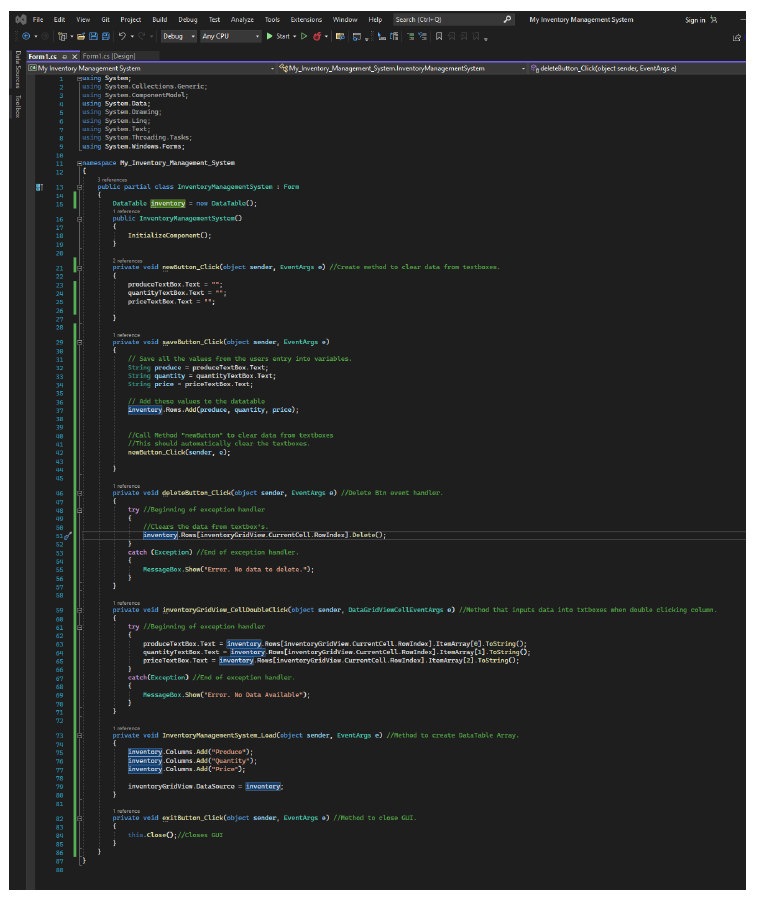 File Edit View Git Project Build Debug Test Analyze Tools Extensions Window Help Search (Ctrl+Q) My Inventory Management System Sign in
Debug Any CPU Start
Form1.cs Form1.cs [Design]
My Inventory Management System My_Inventory_Management_System.InventoryManagementSystem deleteButton_Click(object sender, EventArgs e)
Data Sources
Toolbox
1 using System;
2 using System.Collections.Generic;
3 using System.ComponentModel;
4 using System.Data;
5 using System.Drawing;
6 using System.Linq;
7 using System.Text;
8 using System.Threading.Tasks;
9 using System.Windows.Forms;
10
11 namespace My_Inventory_Management_System
12 {
3 references
13 public partial class InventoryManagementSystem : Form
14 {
15 DataTable inventory = new DataTable();
1 reference
16 public InventoryManagementSystem()
17 {
18 InitializeComponent();
19 }
20
2 references
21 private void newButton_Click(object sender, EventArgs e) //Create method to clear data from textboxes.
22 {
23 produceTextBox.Text = "";
24 quantityTextBox.Text = "";
25 priceTextBox.Text = "";
26
27 }
28
1 reference
29 private void saveButton_Click(object sender, EventArgs e)
30 {
31 // Save all the values from the users entry into variables.
32 String produce = produceTextBox.Text;
33 String quantity = quantityTextBox.Text;
34 String price = priceTextBox.Text;
35
36 // Add these values to the datatable
37 inventory.Rows.Add(produce, quantity, price);
38
39
40 //Call Method "newButton" to clear data from textboxes
41 //This should automatically clear the textboxes.
42 newButton_Click(sender, e);
43
44 }
45
1 reference
46 private void deleteButton_Click(object sender, EventArgs e) //Delete Btn event handler.
47 {
48 try //Beginning of exception handler
49 {
50 //Clears the data from textbox's.
51 inventory.Rows[inventoryGridView.CurrentCell.RowIndex].Delete();
52 }
53 catch (Exception) //End of exception handler.
54 {
55 MessageBox.Show("Error. No data to delete.");
56 }
57 }
58
1 reference
59 private void inventoryGridView_CellDoubleClick(object sender, DataGridViewCellEventArgs e) //Method that inputs data into txtboxes when double clicking column.
60 {
61 try //Beginning of exception handler
62 {
63 produceTextBox.Text = inventory.Rows[inventoryGridView.CurrentCell.RowIndex].ItemArray[0].ToString();
64 quantityTextBox.Text = inventory.Rows[inventoryGridView.CurrentCell.RowIndex].ItemArray[1].ToString();
65 priceTextBox.Text = inventory.Rows[inventoryGridView.CurrentCell.RowIndex].ItemArray[2].ToString();
66 }
67 catch(Exception) //End of exception handler.
68 {
69 MessageBox.Show("Error. No Data Available");
70 }
71 }
72
1 reference
73 private void InventoryManagementSystem_Load(object sender, EventArgs e) //Method to create DataTable Array.
74 {
75 inventory.Columns.Add("Produce");
76 inventory.Columns.Add("Quantity");
77 inventory.Columns.Add("Price");
78
79 inventoryGridView.DataSource = inventory;
80 }
81
1 reference
82 private void exitButton_Click(object sender, EventArgs e) //Method to close GUI.
83 {
84 this.Close();//Closes GUI
85 }
86 }
87 }
88